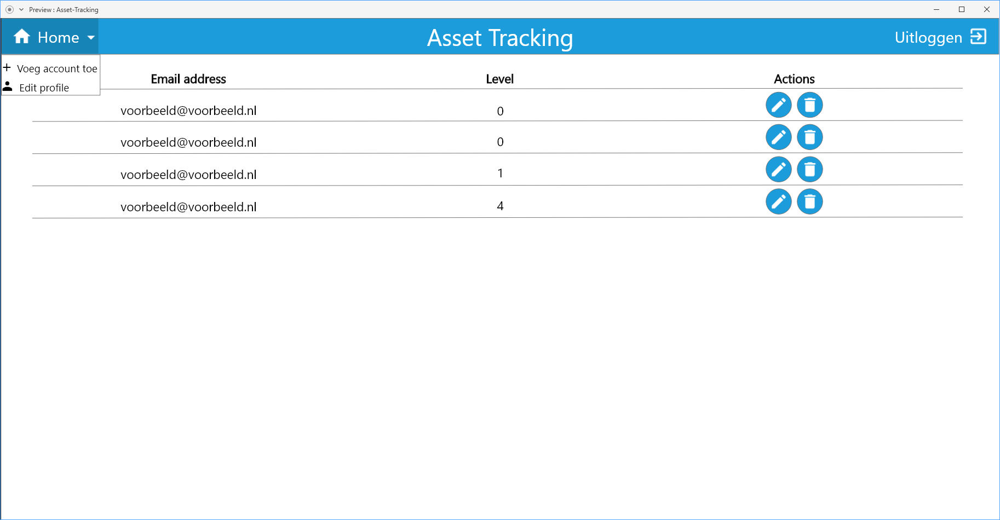 Preview : Asset-Tracking
Home
Asset Tracking
Uitloggen
Voeg account toe
Edit profile
Email address Level Actions
voorbeeld@voorbeeld.nl 0
voorbeeld@voorbeeld.nl 0
voorbeeld@voorbeeld.nl 1
voorbeeld@voorbeeld.nl 4